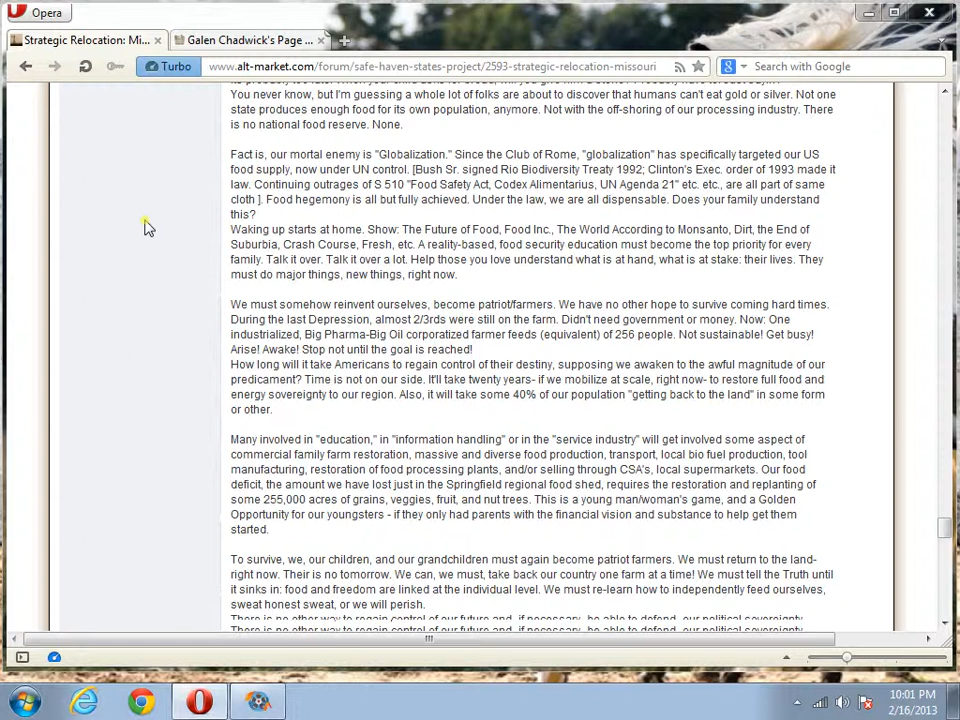 Opera
Strategic Relocation: Mi...
Galen Chadwick's Page ...
Turbo
www.alt-market.com/forum/safe-haven-states-project/2593-strategic-relocation-missouri
Search with Google
You never know, but I'm guessing a whole lot of folks are about to discover that humans can't eat gold or silver. Not one
state produces enough food for its own population, anymore. Not with the off-shoring of our processing industry. There
is no national food reserve. None.
Fact is, our mortal enemy is "Globalization." Since the Club of Rome, "globalization" has specifically targeted our US
food supply, now under UN control. [Bush Sr. signed Rio Biodiversity Treaty 1992; Clinton's Exec. order of 1993 made it
law. Continuing outrages of S 510 "Food Safety Act, Codex Alimentarius, UN Agenda 21" etc. etc., are all part of same
cloth ]. Food hegemony is all but fully achieved. Under the law, we are all dispensable. Does your family understand
this?
Waking up starts at home. Show: The Future of Food, Food Inc., The World According to Monsanto, Dirt, the End of
Suburbia, Crash Course, Fresh, etc. A reality-based, food security education must become the top priority for every
family. Talk it over. Talk it over a lot. Help those you love understand what is at hand, what is at stake: their lives. They
must do major things, new things, right now.
We must somehow reinvent ourselves, become patriot/farmers. We have no other hope to survive coming hard times.
During the last Depression, almost 2/3rds were still on the farm. Didn't need government or money. Now: One
industrialized, Big Pharma-Big Oil corporatized farmer feeds (equivalent) of 256 people. Not sustainable! Get busy!
Arise! Awake! Stop not until the goal is reached!
How long will it take Americans to regain control of their destiny, supposing we awaken to the awful magnitude of our
predicament? Time is not on our side. It'll take twenty years- if we mobilize at scale, right now- to restore full food and
energy sovereignty to our region. Also, it will take some 40% of our population "getting back to the land" in some form
or other.
Many involved in "education," in "information handling" or in the "service industry" will get involved some aspect of
commercial family farm restoration, massive and diverse food production, transport, local bio fuel production, tool
manufacturing, restoration of food processing plants, and/or selling through CSA's, local supermarkets. Our food
deficit, the amount we have lost just in the Springfield regional food shed, requires the restoration and replanting of
some 255,000 acres of grains, veggies, fruit, and nut trees. This is a young man/woman's game, and a Golden
Opportunity for our youngsters - if they only had parents with the financial vision and substance to help get them
started.
To survive, we, our children, and our grandchildren must again become patriot farmers. We must return to the land-
right now. Their is no tomorrow. We can, we must, take back our country one farm at a time! We must tell the Truth until
it sinks in: food and freedom are linked at the individual level. We must re-learn how to independently feed ourselves,
sweat honest sweat, or we will perish.
There is no other way to regain control of our future and, if necessary, be able to defend, our political sovereignty
10:01 PM
2/16/2013